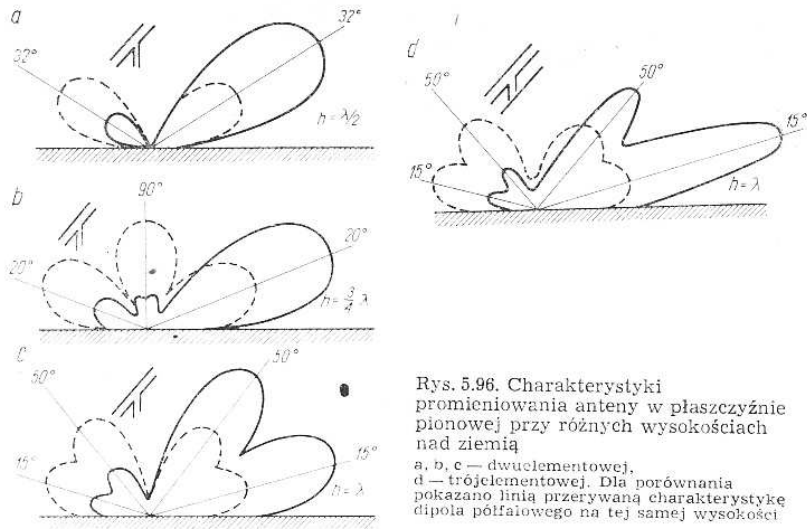 a
32°
32°
h = λ/2
b
90°
20°
20°
h = 3/4 λ
c
50°
50°
15°
15°
h = λ
d
50°
50°
15°
15°
h = λ
Rys. 5.96. Charakterystyki
promieniowania anteny w płaszczyźnie
pionowej przy różnych wysokościach
nad ziemią
a, b, c — dwuelementowej,
d — trójelementowej. Dla porównania
pokazano linią przerywaną charakterystykę
dipola półfalowego na tej samej wysokości